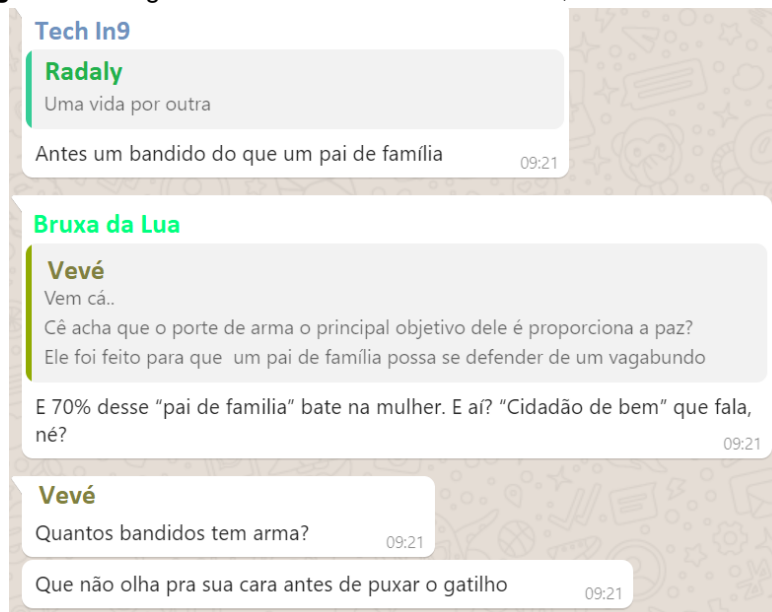 Tech In9
Radaly
Uma vida por outra
Antes um bandido do que um pai de família
09:21
Bruxa da Lua
Vevé
Vem cá..
Cê acha que o porte de arma o principal objetivo dele é proporciona a paz?
Ele foi feito para que um pai de família possa se defender de um vagabundo
E 70% desse “pai de familia” bate na mulher. E aí? “Cidadão de bem” que fala,
né?
09:21
Vevé
Quantos bandidos tem arma?
09:21
Que não olha pra sua cara antes de puxar o gatilho
09:21